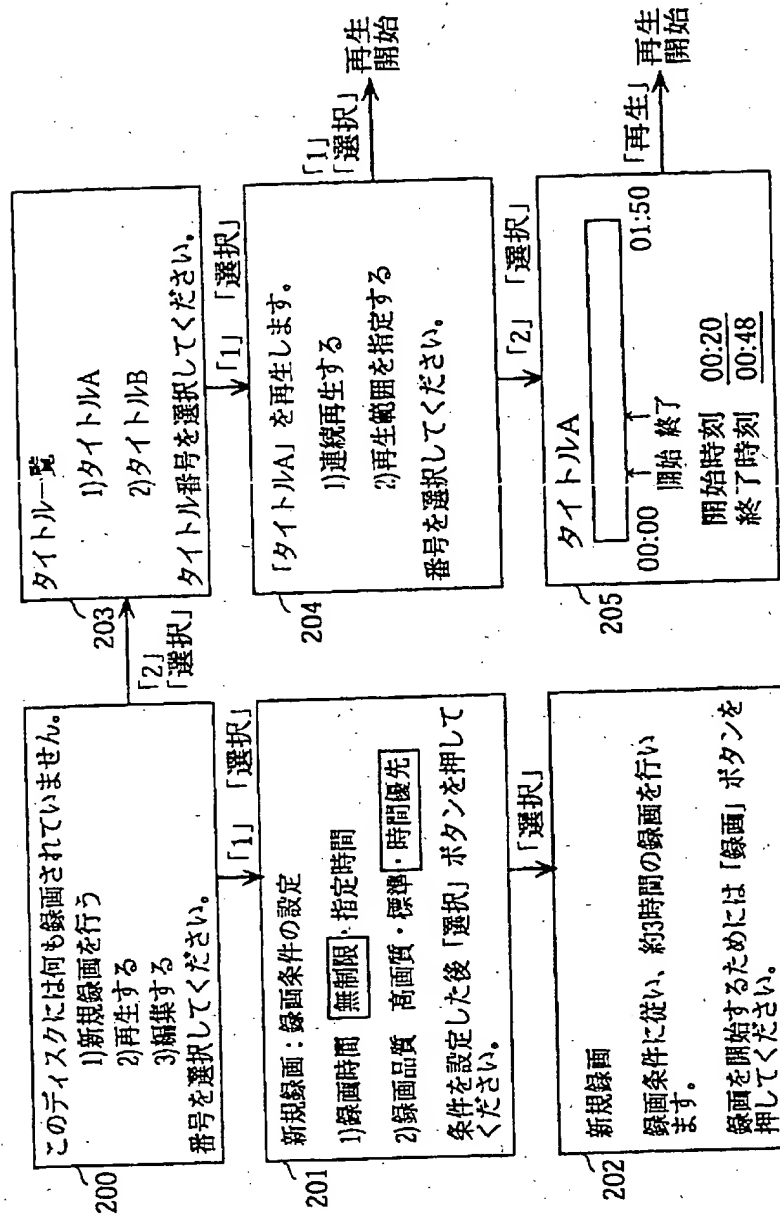 このディスクには何も録画されていません。
1)新規録画を行う
2)再生する
3)編集する
番号を選択してください。
200
「2」
「選択」
「1」 「選択」
新規録画：録画条件の設定
1)録画時間 無制限・指定時間
2)録画品質 高画質・標準・時間優先
条件を設定した後「選択」ボタンを押して
ください。
201
「選択」
新規録画
録画条件に従い、約3時間の録画を行い
ます。
録画を開始するためには「録画」ボタンを
押してください。
202
タイトル一覧
1)タイトルA
2)タイトルB
タイトル番号を選択してください。
203
「1」 「選択」
「タイトルA」を再生します。
1)連続再生する
2)再生範囲を指定する
番号を選択してください。
204
「1」
「選択」
再生
開始
「2」 「選択」
タイトルA
00:00
01:50
開始 終了
開始時刻 00:20
終了時刻 00:48
205
「再生」
再生
開始